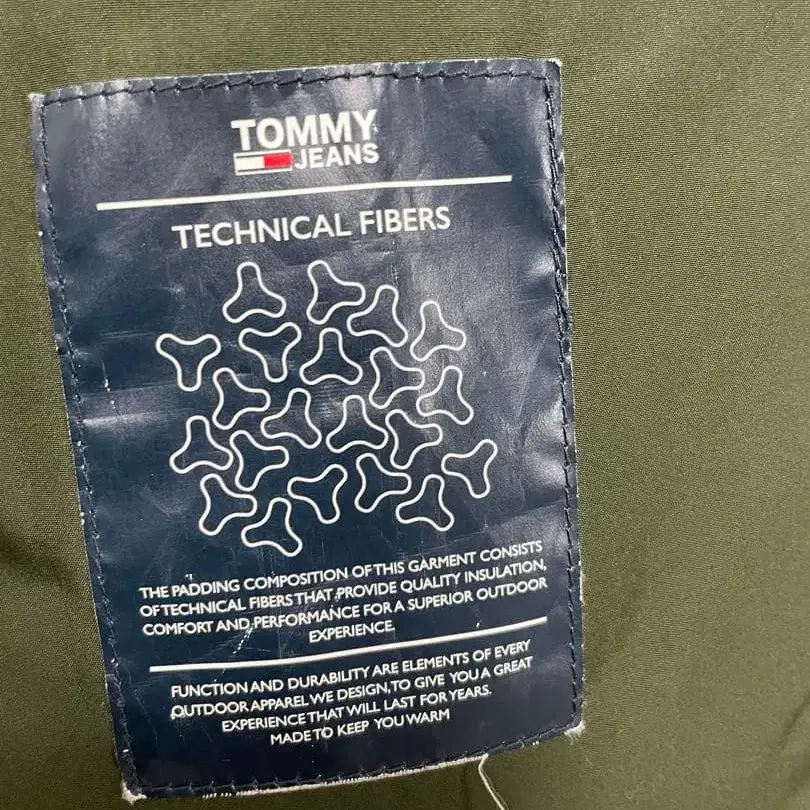 TOMMY
JEANS
TECHNICAL FIBERS
THE PADDING COMPOSITION OF THIS GARMENT CONSISTS
OF TECHNICAL FIBERS THAT PROVIDE QUALITY INSULATION,
COMFORT AND PERFORMANCE FOR A SUPERIOR OUTDOOR
EXPERIENCE.
FUNCTION AND DURABILITY ARE ELEMENTS OF EVERY
OUTDOOR APPAREL WE DESIGN, TO GIVE YOU A GREAT
EXPERIENCE THAT WILL LAST FOR YEARS.
MADE TO KEEP YOU WARM